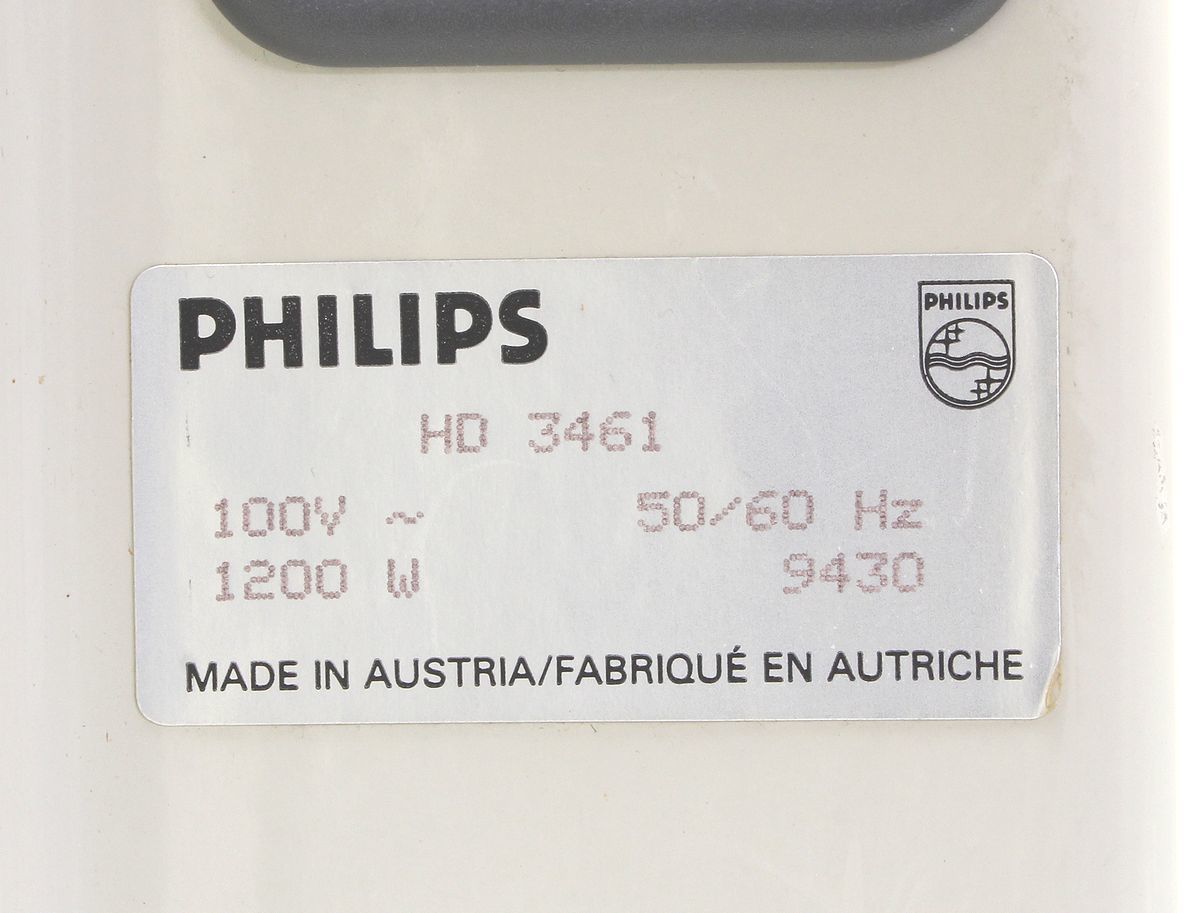 PHILIPS
PHILIPS
HD 3461
100V ~ 50/60 Hz
1200 W 9430
MADE IN AUSTRIA/FABRIQUÉ EN AUTRICHE